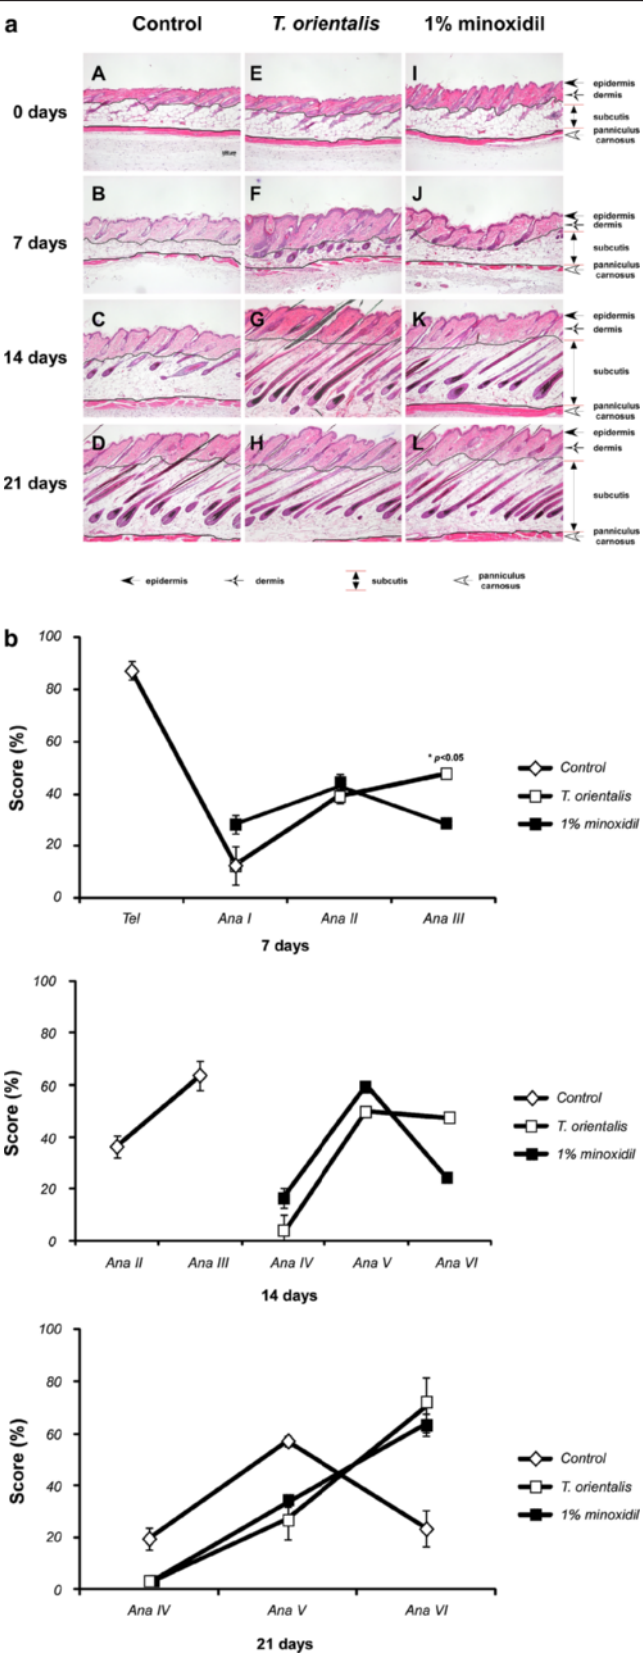 a
Control T. orientalis 1% minoxidil
0 days
A E I
epidermis
dermis
subcutis
panniculus
carnosus
7 days
B F J
epidermis
dermis
subcutis
panniculus
carnosus
14 days
C G K
epidermis
dermis
subcutis
panniculus
carnosus
21 days
D H L
epidermis
dermis
subcutis
panniculus
carnosus
epidermis dermis subcutis panniculus
carnosus
b
Score (%)
100
80
60
40
20
0
* p<0.05
Control
T. orientalis
1% minoxidil
Tel Ana I Ana II Ana III
7 days
Score (%)
100
80
60
40
20
0
Control
T. orientalis
1% minoxidil
Ana II Ana III Ana IV Ana V Ana VI
14 days
Score (%)
100
80
60
40
20
0
Control
T. orientalis
1% minoxidil
Ana IV Ana V Ana VI
21 days